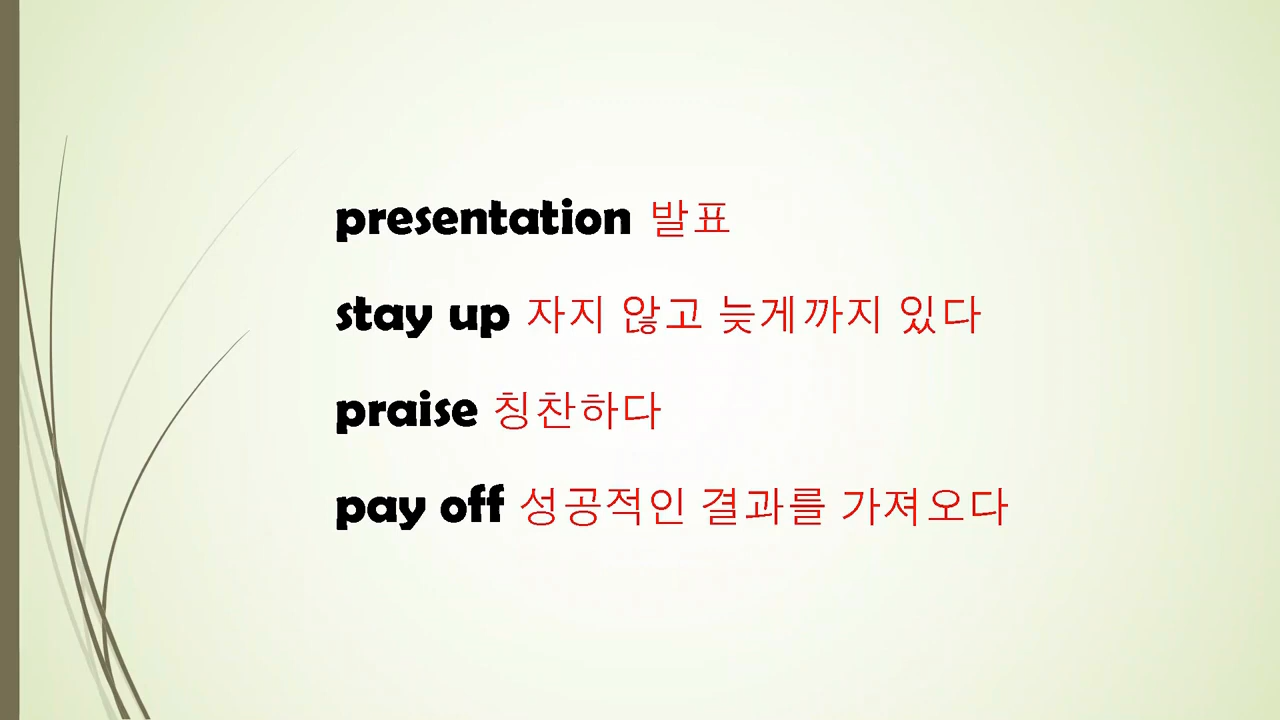 presentation 발표
stay up 자지 않고 늦게까지 있다
praise 칭찬하다
pay off 성공적인 결과를 가져오다